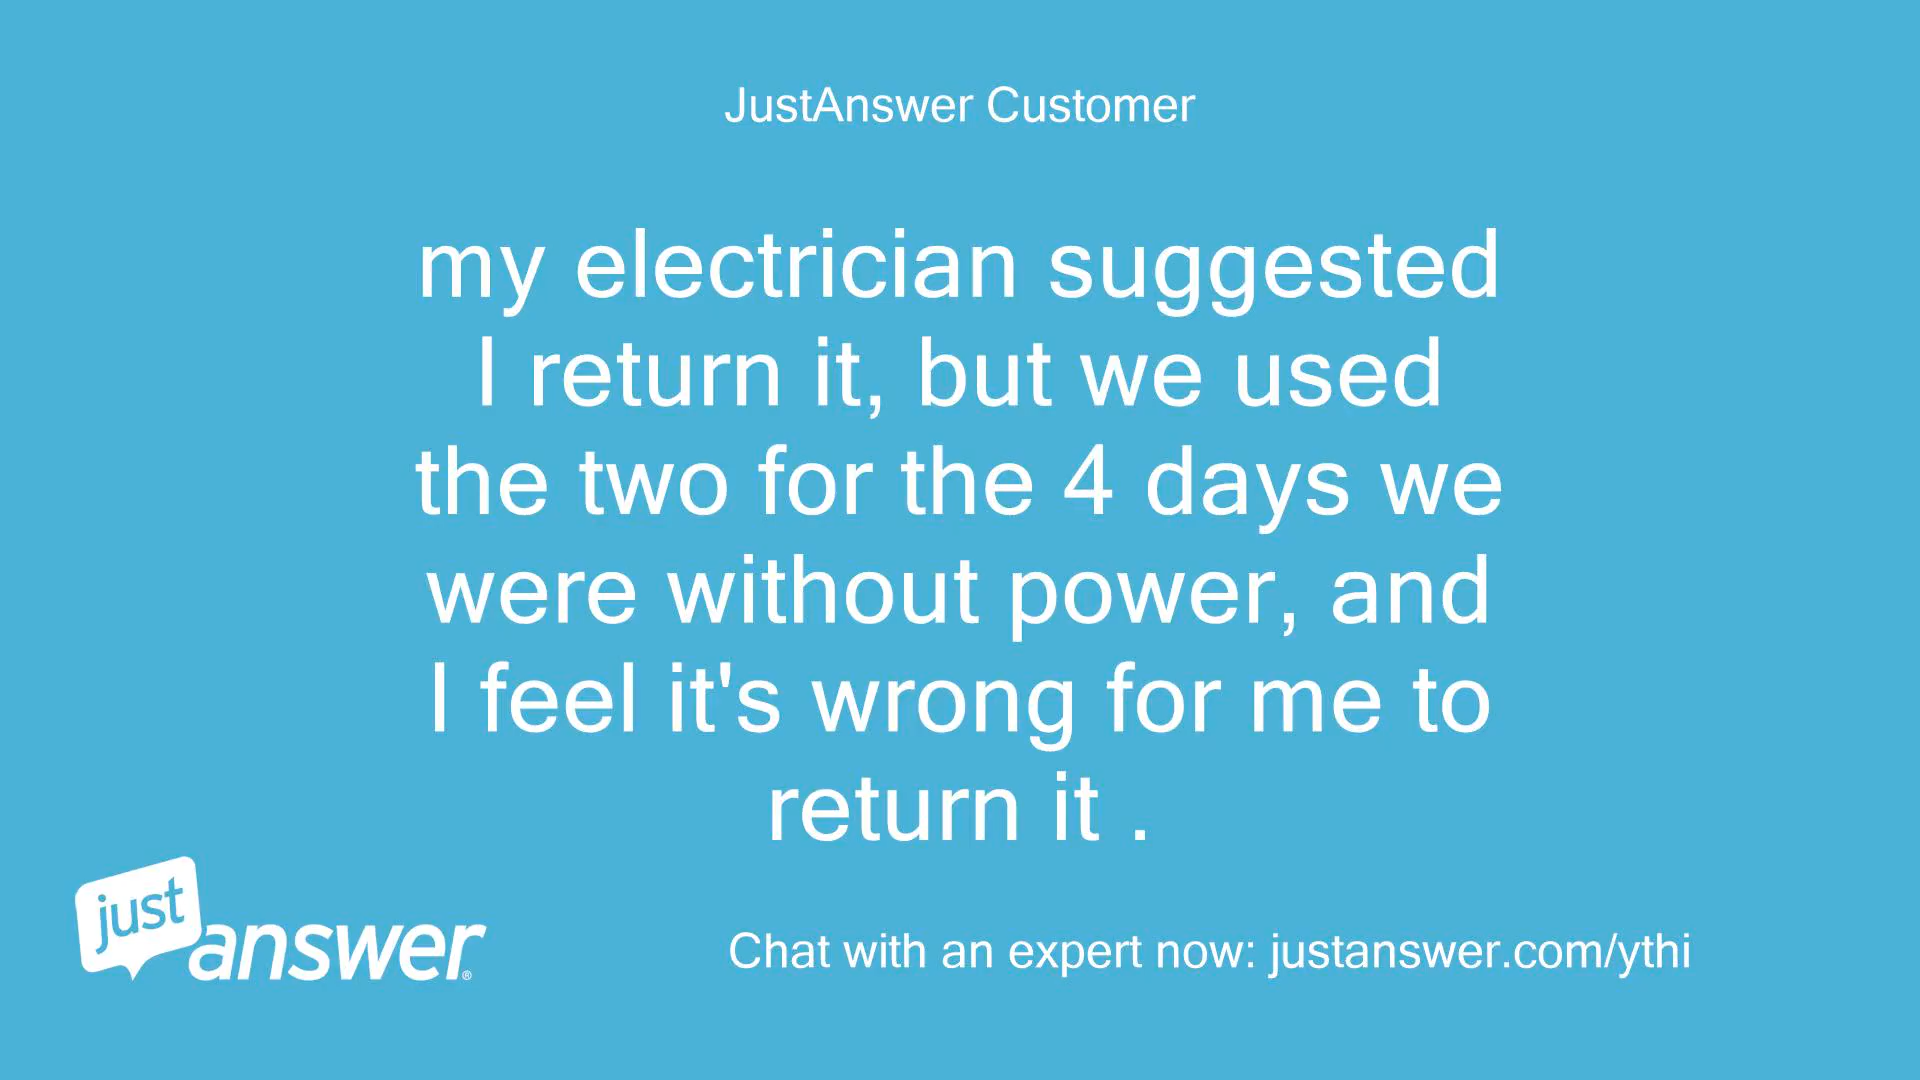 JustAnswer Customer
my electrician suggested
I return it, but we used
the two for the 4 days we
were without power, and
I feel it's wrong for me to
return it .
just
answer®
Chat with an expert now: justanswer.com/ythi